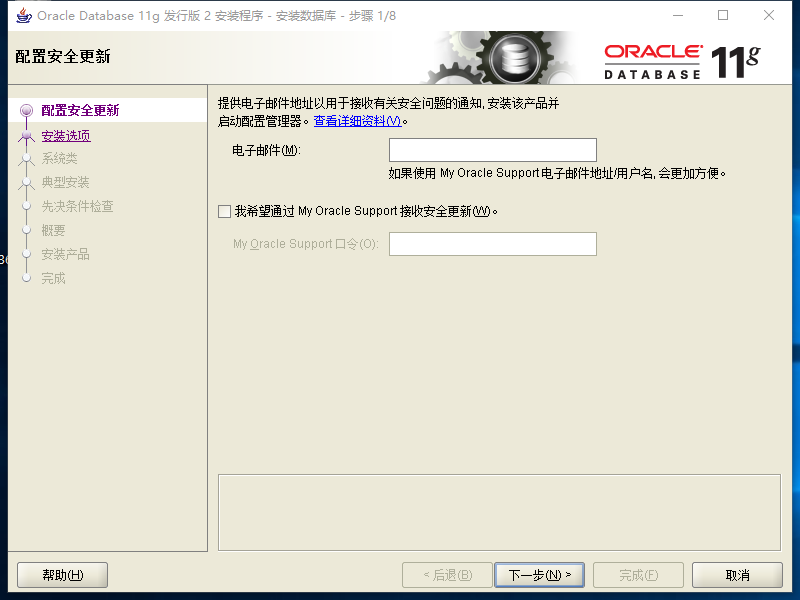 Oracle Database 11g 发行版 2 安装程序 - 安装数据库 - 步骤 1/8
配置安全更新
ORACLE
DATABASE 11g
配置安全更新
安装选项
系统类
典型安装
先决条件检查
概要
安装产品
完成
提供电子邮件地址以用于接收有关安全问题的通知, 安装该产品并
启动配置管理器。查看详细资料(V)。
电子邮件(M):
如果使用 My Oracle Support 电子邮件地址/用户名, 会更加方便。
我希望通过 My Oracle Support 接收安全更新(W)。
My Oracle Support 口令(O):
帮助(H)
< 后退(B)
下一步(N) >
完成(F)
取消